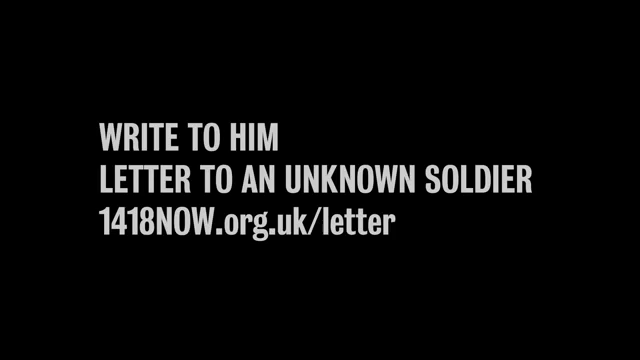 WRITE TO HIM
LETTER TO AN UNKNOWN SOLDIER
1418NOW.org.uk/letter